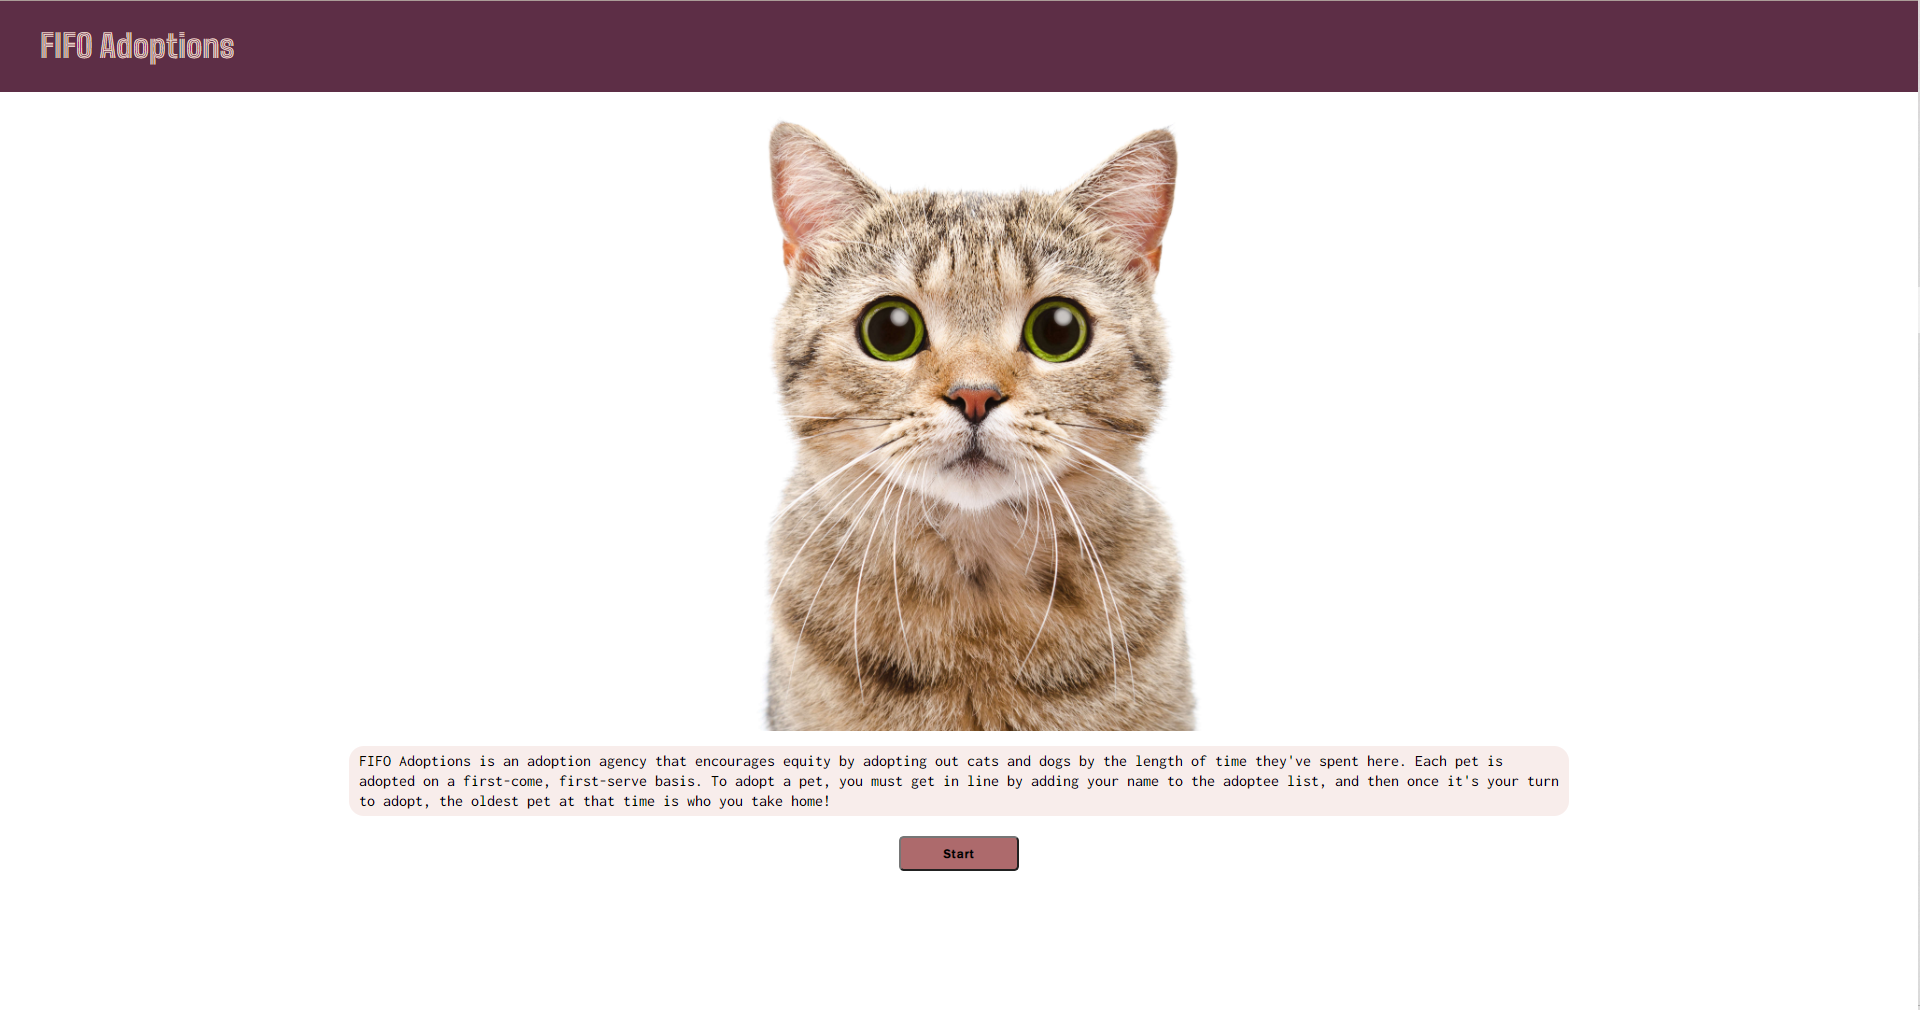 FIFO Adoptions
FIFO Adoptions is an adoption agency that encourages equity by adopting out cats and dogs by the length of time they've spent here. Each pet is
adopted on a first-come, first-serve basis. To adopt a pet, you must get in line by adding your name to the adoptee list, and then once it's your turn
to adopt, the oldest pet at that time is who you take home!
Start